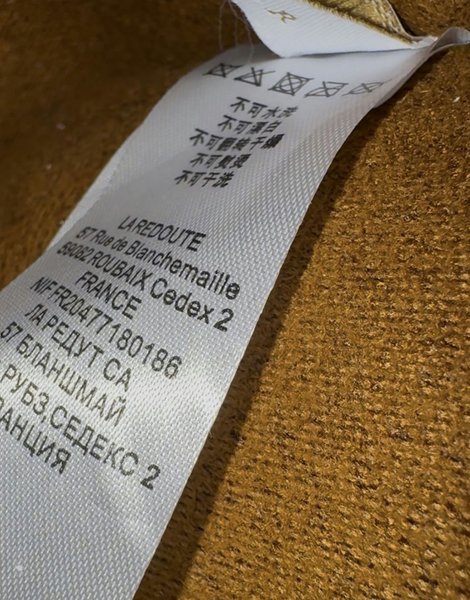 不可水洗
不可漂白
不可翻转干燥
不可熨烫
不可干洗
LA REDOUTE
57 Rue de Blanchemaille
59082 ROUBAIX Cedex 2
FRANCE
NIF FR20477180186
ЛА РЕДУТ СА
57 БЛАНШМАЙ
РУБЗ,СЕДЕКС 2